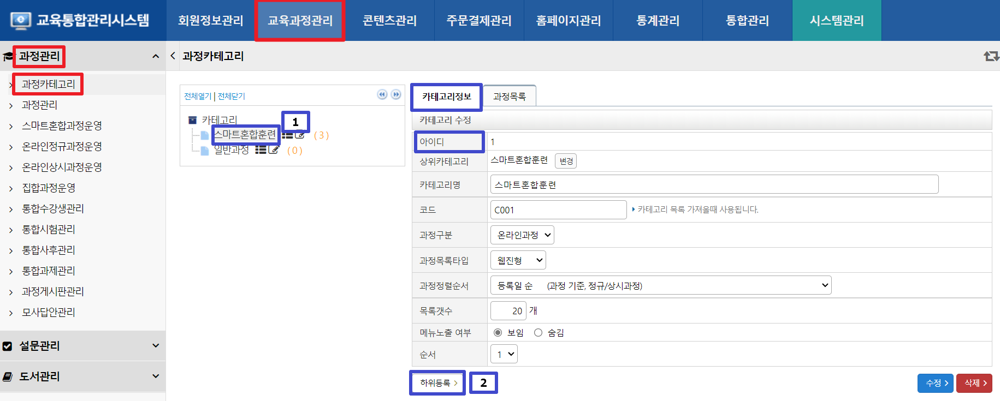 교육통합관리시스템
회원정보관리 교육과정관리 콘텐츠관리 주문결제관리 홈페이지관리 통계관리 통합관리 시스템관리
과정관리
과정카테고리
과정관리
스마트혼합과정운영
온라인정규과정운영
온라인상시과정운영
집합과정운영
통합수강생관리
통합시험관리
통합사후관리
통합과제관리
과정게시판관리
모사답안관리
설문관리
도서관리
과정카테고리
전체열기 | 전체닫기
카테고리
1
스마트혼합훈련 (3)
일반과정 (0)
카테고리정보 과정목록
카테고리 수정
아이디 1
상위카테고리 스마트혼합훈련 변경
카테고리명 스마트혼합훈련
코드 C001 카테고리 목록 가져올때 사용됩니다.
과정구분 온라인과정
과정목록타입 웹진형
과정정렬순서 등록일 순 (과정 기준, 정규/상시과정)
목록갯수 20 개
메뉴노출 여부 보임 숨김
순서 1
하위등록 2 수정 삭제